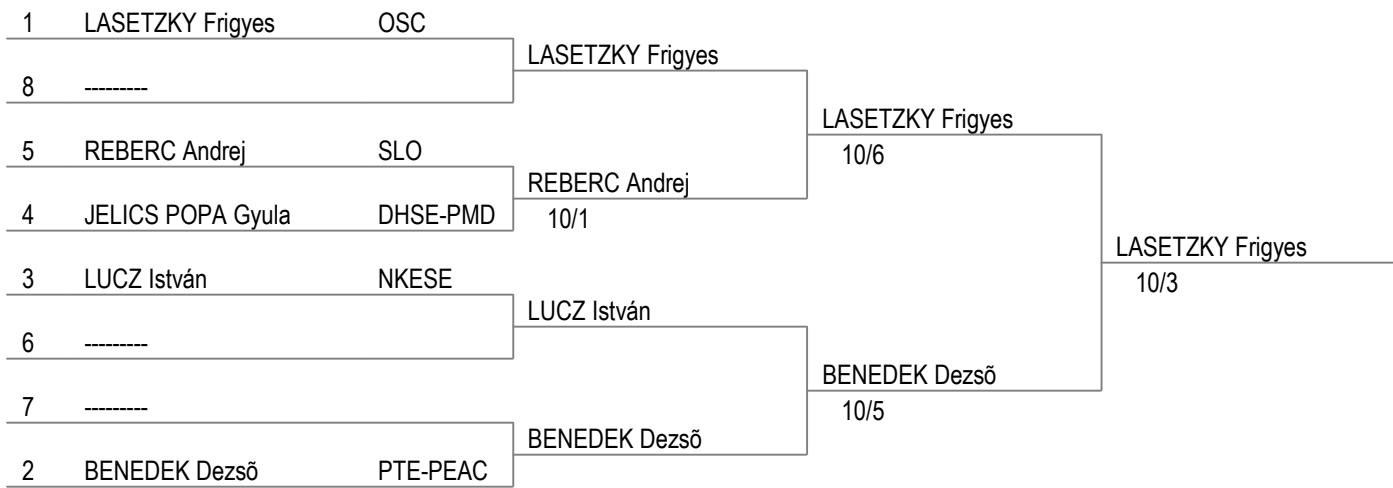 1 LASETZKY Frigyes OSC
LASETZKY Frigyes
8 ---------
LASETZKY Frigyes
10/6
5 REBERC Andrej SLO
REBERC Andrej
10/1
4 JELICS POPA Gyula DHSE-PMD
LASETZKY Frigyes
10/3
3 LUCZ István NKESE
LUCZ István
6 ---------
BENEDEK Dezsõ
10/5
7 ---------
BENEDEK Dezsõ
2 BENEDEK Dezsõ PTE-PEAC